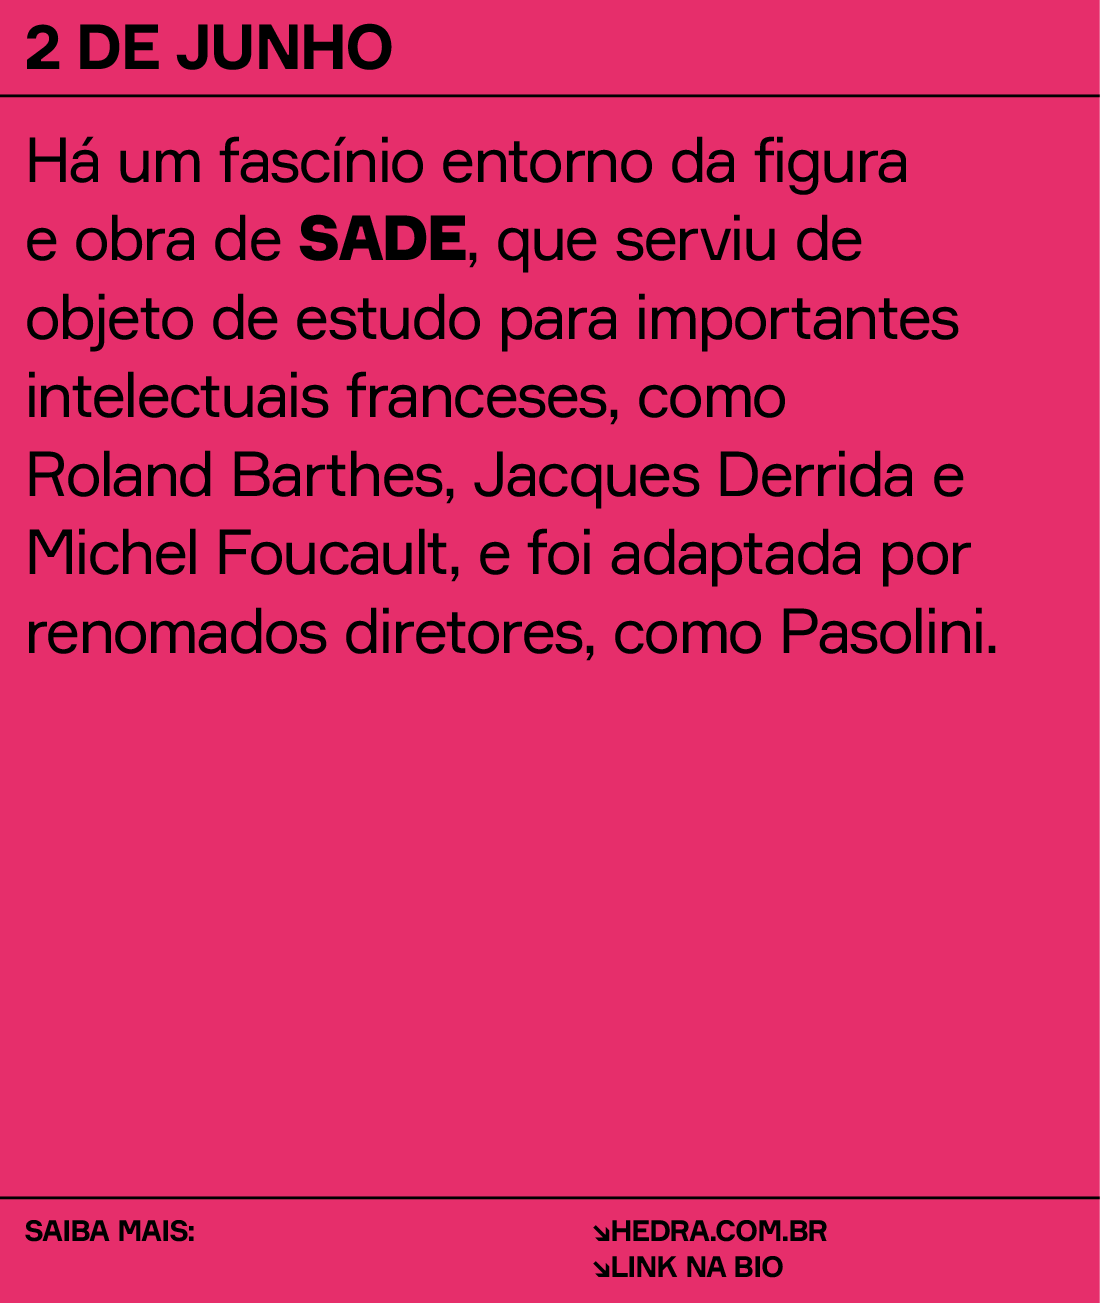 2 DE JUNHO
Há um fascínio entorno da figura
e obra de SADE, que serviu de
objeto de estudo para importantes
intelectuais franceses, como
Roland Barthes, Jacques Derrida e
Michel Foucault, e foi adaptada por
renomados diretores, como Pasolini.
SAIBA MAIS:
↘HEDRA.COM.BR
↘LINK NA BIO